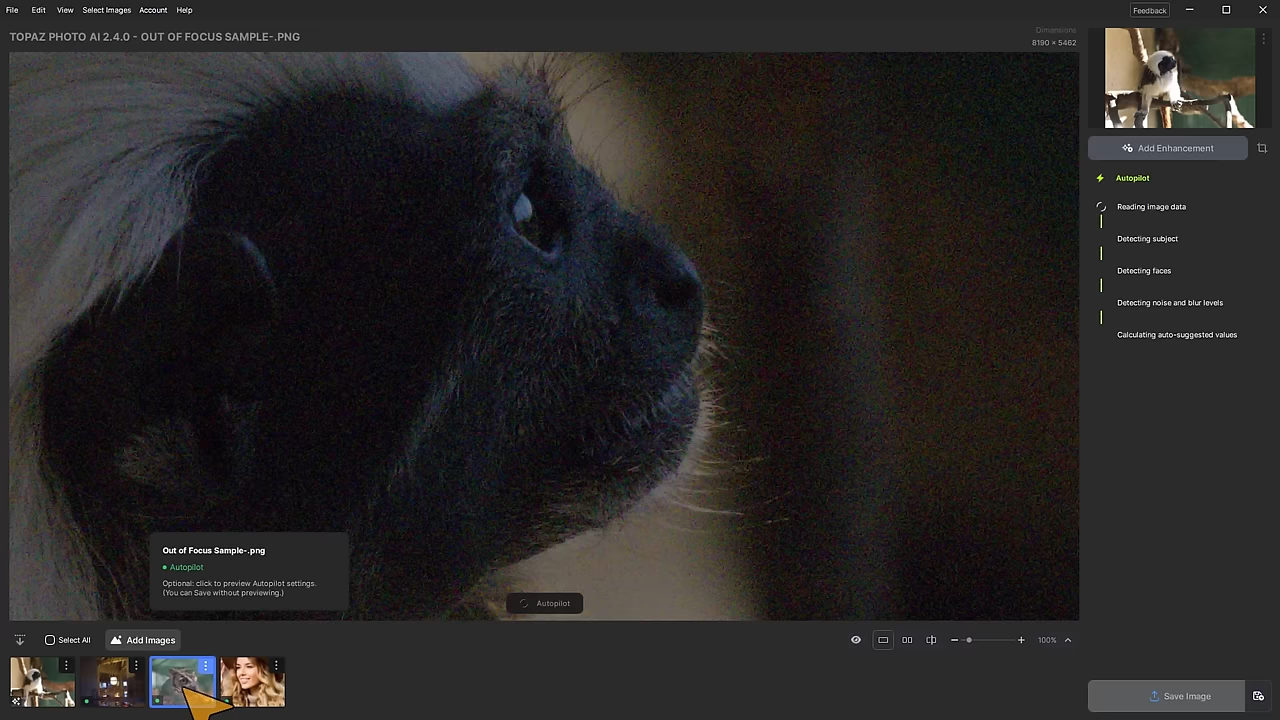 File Edit View Select Images Account Help
Feedback
TOPAZ PHOTO AI 2.4.0 - OUT OF FOCUS SAMPLE-.PNG
Dimensions
8190 × 5462
Add Enhancement
Autopilot
Reading image data
Detecting subject
Detecting faces
Detecting noise and blur levels
Calculating auto-suggested values
Out of Focus Sample-.png
Autopilot
Optional: click to preview Autopilot settings.
(You can Save without previewing.)
Autopilot
Select All
Add Images
100%
Save Image